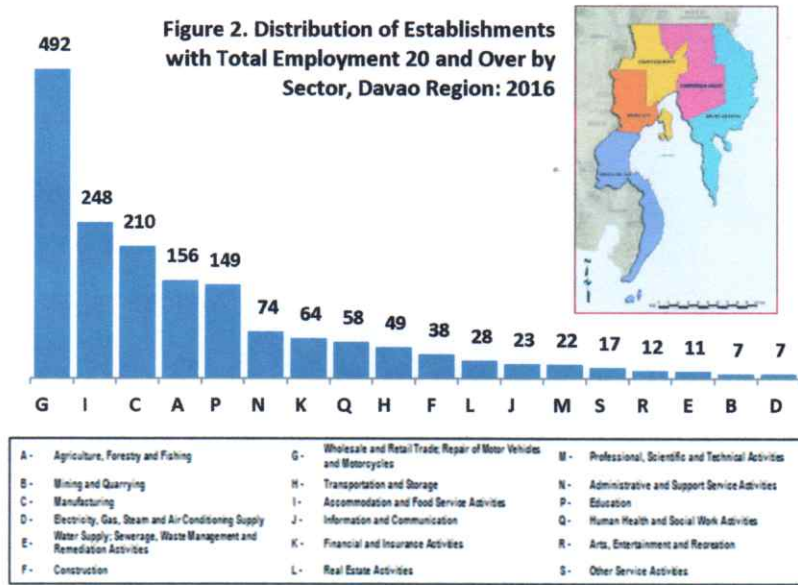 Figure 2. Distribution of Establishments
with Total Employment 20 and Over by
Sector, Davao Region: 2016
492
248
210
156
149
74
64
58
49
38
28
23
22
17
12
11
7
7
G I C A P N K Q H F L J M S R E B D
A - Agriculture, Forestry and Fishing
B - Mining and Quarrying
C - Manufacturing
D - Electricity, Gas, Steam and Air Conditioning Supply
E - Water Supply; Sewerage, Waste Management and
Remediation Activities
F - Construction
G - Wholesale and Retail Trade; Repair of Motor Vehicles
and Motorcycles
H - Transportation and Storage
I - Accommodation and Food Service Activities
J - Information and Communication
K - Financial and Insurance Activities
L - Real Estate Activities
M - Professional, Scientific and Technical Activities
N - Administrative and Support Service Activities
P - Education
Q - Human Health and Social Work Activities
R - Arts, Entertainment and Recreation
S - Other Service Activities